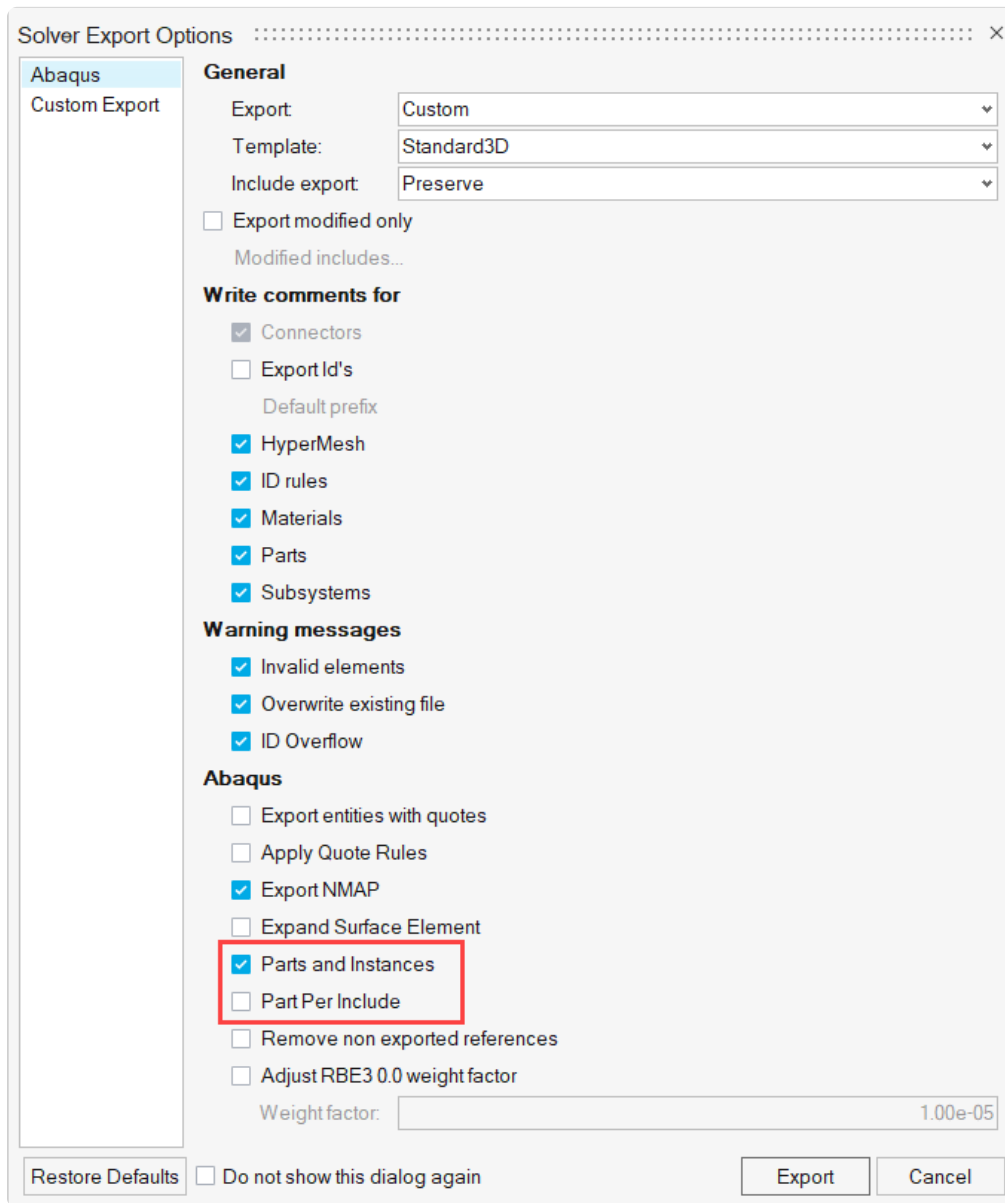 Solver Export Options
Abaqus
Custom Export
General
Export: Custom
Template: Standard3D
Include export: Preserve
Export modified only
Modified includes...
Write comments for
Connectors
Export Id's
Default prefix
HyperMesh
ID rules
Materials
Parts
Subsystems
Warning messages
Invalid elements
Overwrite existing file
ID Overflow
Abaqus
Export entities with quotes
Apply Quote Rules
Export NMAP
Expand Surface Element
Parts and Instances
Part Per Include
Remove non exported references
Adjust RBE3 0.0 weight factor
Weight factor: 1.00e-05
Restore Defaults Do not show this dialog again Export Cancel